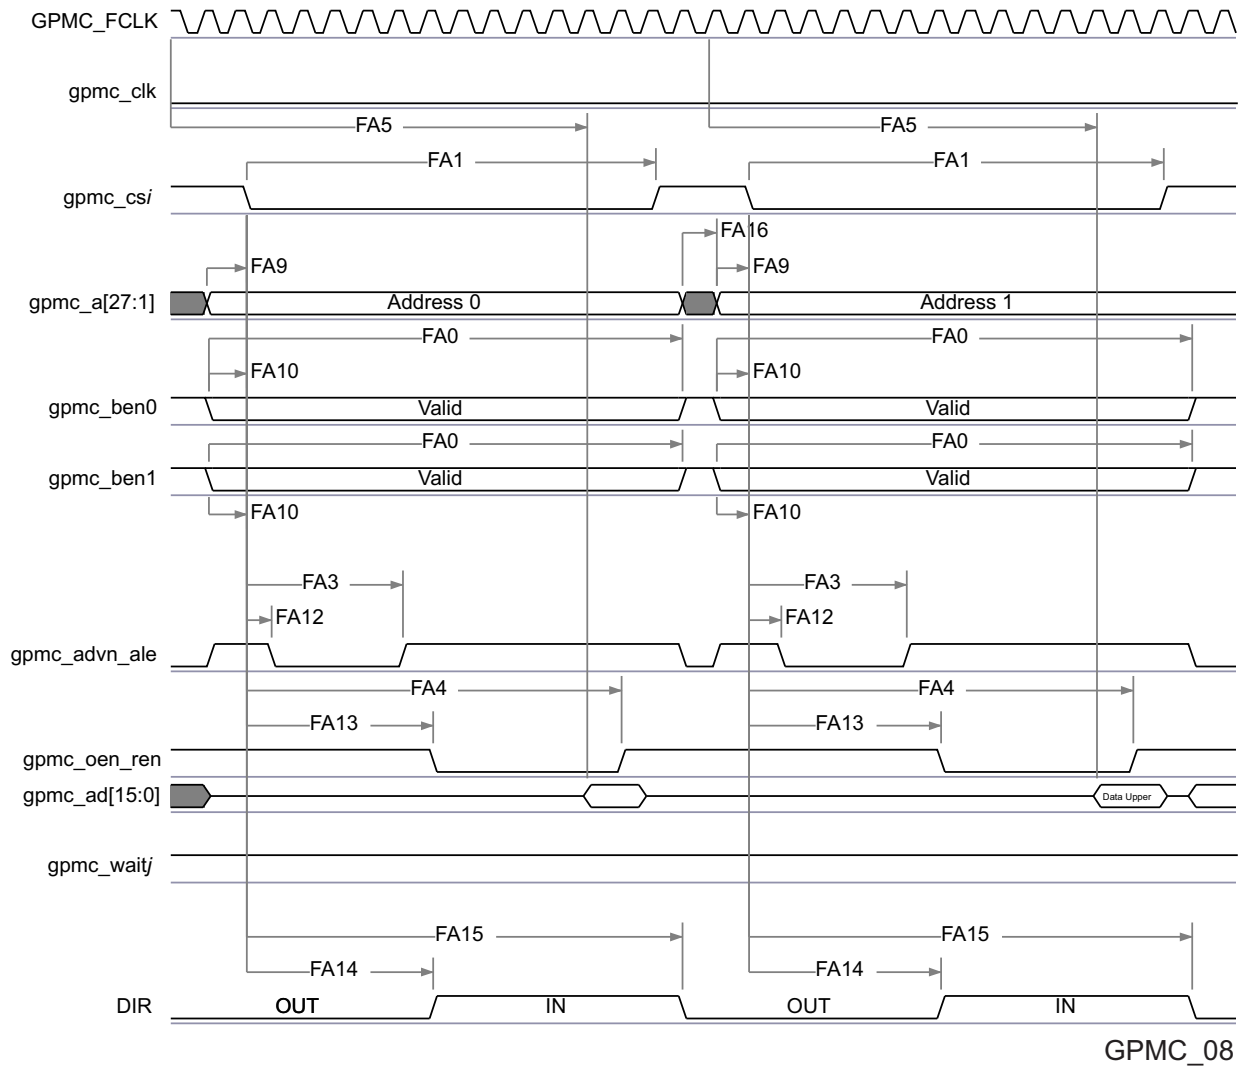 GPMC_FCLK
gpmc_clk
FA5 FA5
FA1 FA1
gpmc_csi
FA16
FA9 FA9
gpmc_a[27:1] Address 0 Address 1
FA0 FA0
FA10 FA10
gpmc_ben0 Valid Valid
FA0 FA0
gpmc_ben1 Valid Valid
FA10 FA10
FA3 FA3
FA12 FA12
gpmc_advn_ale
FA4 FA4
FA13 FA13
gpmc_oen_ren
gpmc_ad[15:0] Data Upper
gpmc_waitj
FA15 FA15
FA14 FA14
DIR OUT IN OUT IN
GPMC_08